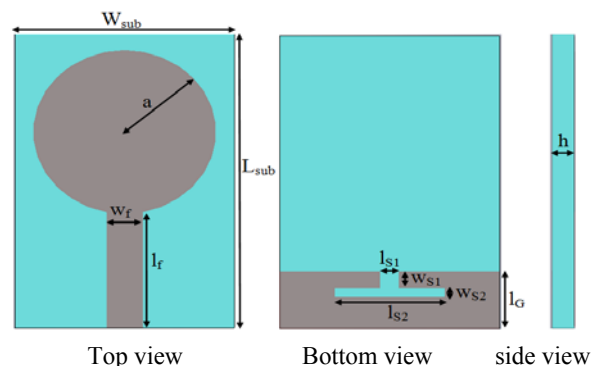 Wsub
a
Lsub
wf
lf
h
lS1
wS1
wS2
lS2
lG
Top view
Bottom view
side view